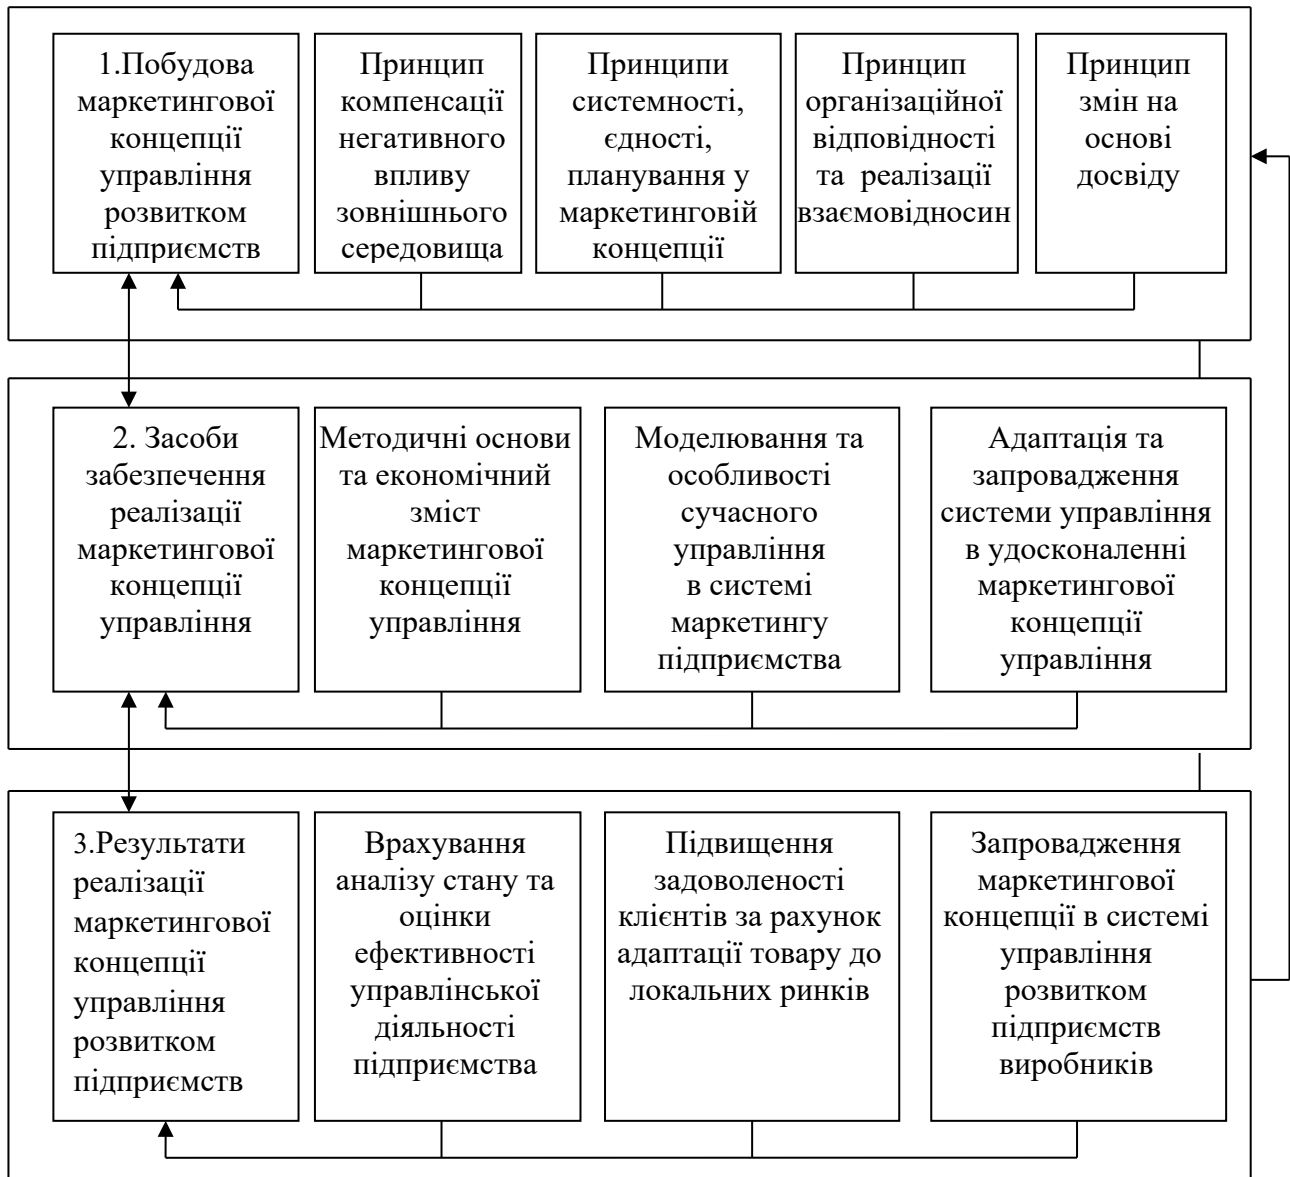 1.Побудова
маркетингової
концепції
управління
розвитком
підприємств
Принцип
компенсації
негативного
впливу
зовнішнього
середовища
Принципи
системності,
єдності,
планування у
маркетинговій
концепції
Принцип
організаційної
відповідності
та реалізації
взаємовідносин
Принцип
змін на
основі
досвіду
2. Засоби
забезпечення
реалізації
маркетингової
концепції
управління
Методичні основи
та економічний
зміст
маркетингової
концепції
управління
Моделювання та
особливості
сучасного
управління
в системі
маркетингу
підприємства
Адаптація та
запровадження
системи управління
в удосконаленні
маркетингової
концепції
управління
3.Результати
реалізації
маркетингової
концепції
управління
розвитком
підприємств
Врахування
аналізу стану та
оцінки
ефективності
управлінської
діяльності
підприємства
Підвищення
задоволеності
клієнтів за рахунок
адаптації товару до
локальних ринків
Запровадження
маркетингової
концепції в системі
управління
розвитком
підприємств
виробників